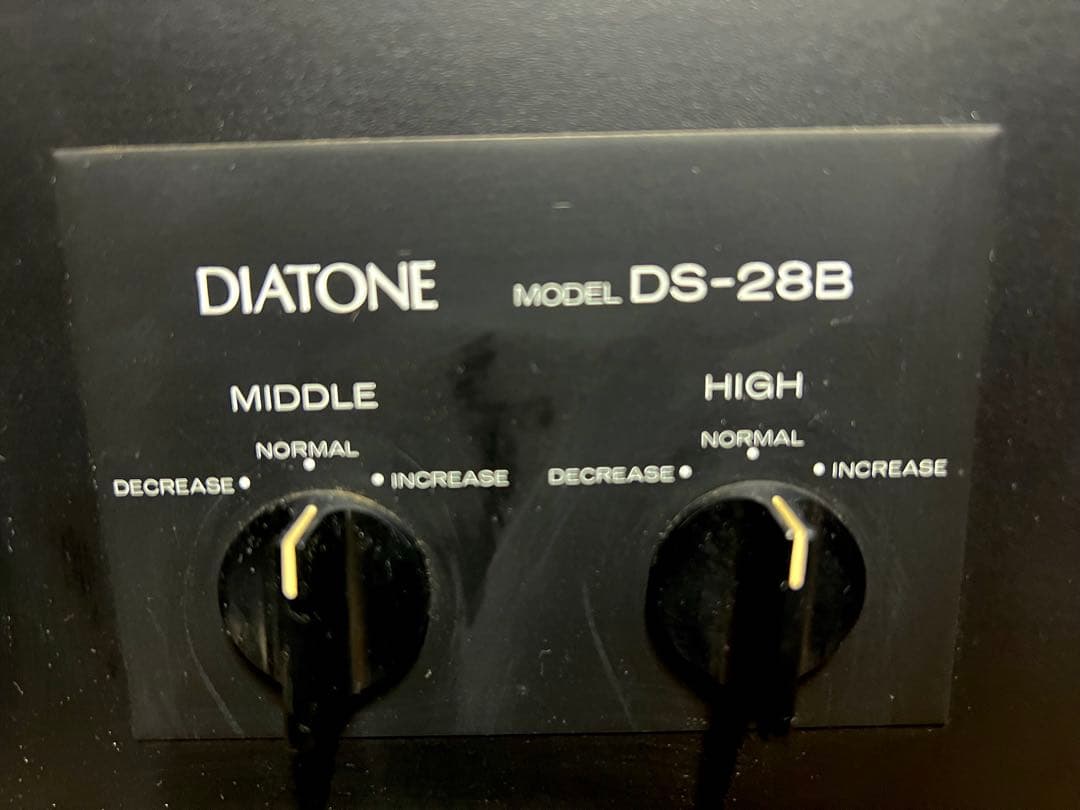 DIATONE MODEL DS-28B
MIDDLE HIGH
NORMAL NORMAL
DECREASE INCREASE DECREASE INCREASE